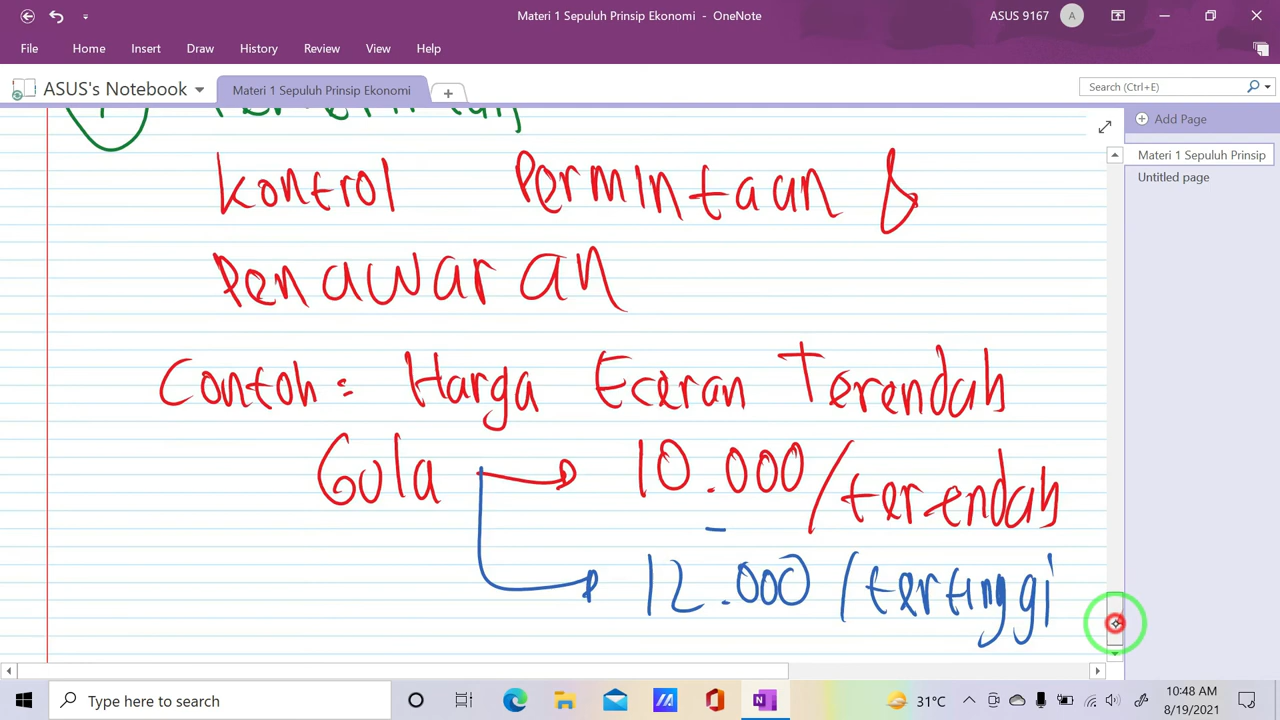 Materi 1 Sepuluh Prinsip Ekonomi - OneNote
ASUS 9167
A
File Home Insert Draw History Review View Help
ASUS's Notebook
Materi 1 Sepuluh Prinsip Ekonomi
Search (Ctrl+E)
Add Page
Materi 1 Sepuluh Prinsip
Untitled page
Kontrol Permintaan &
Penawaran
Contoh : Harga Eceran Terendah
Gula 10.000/terendah
-
12.000 /tertinggi
Type here to search
31°C
10:48 AM
8/19/2021